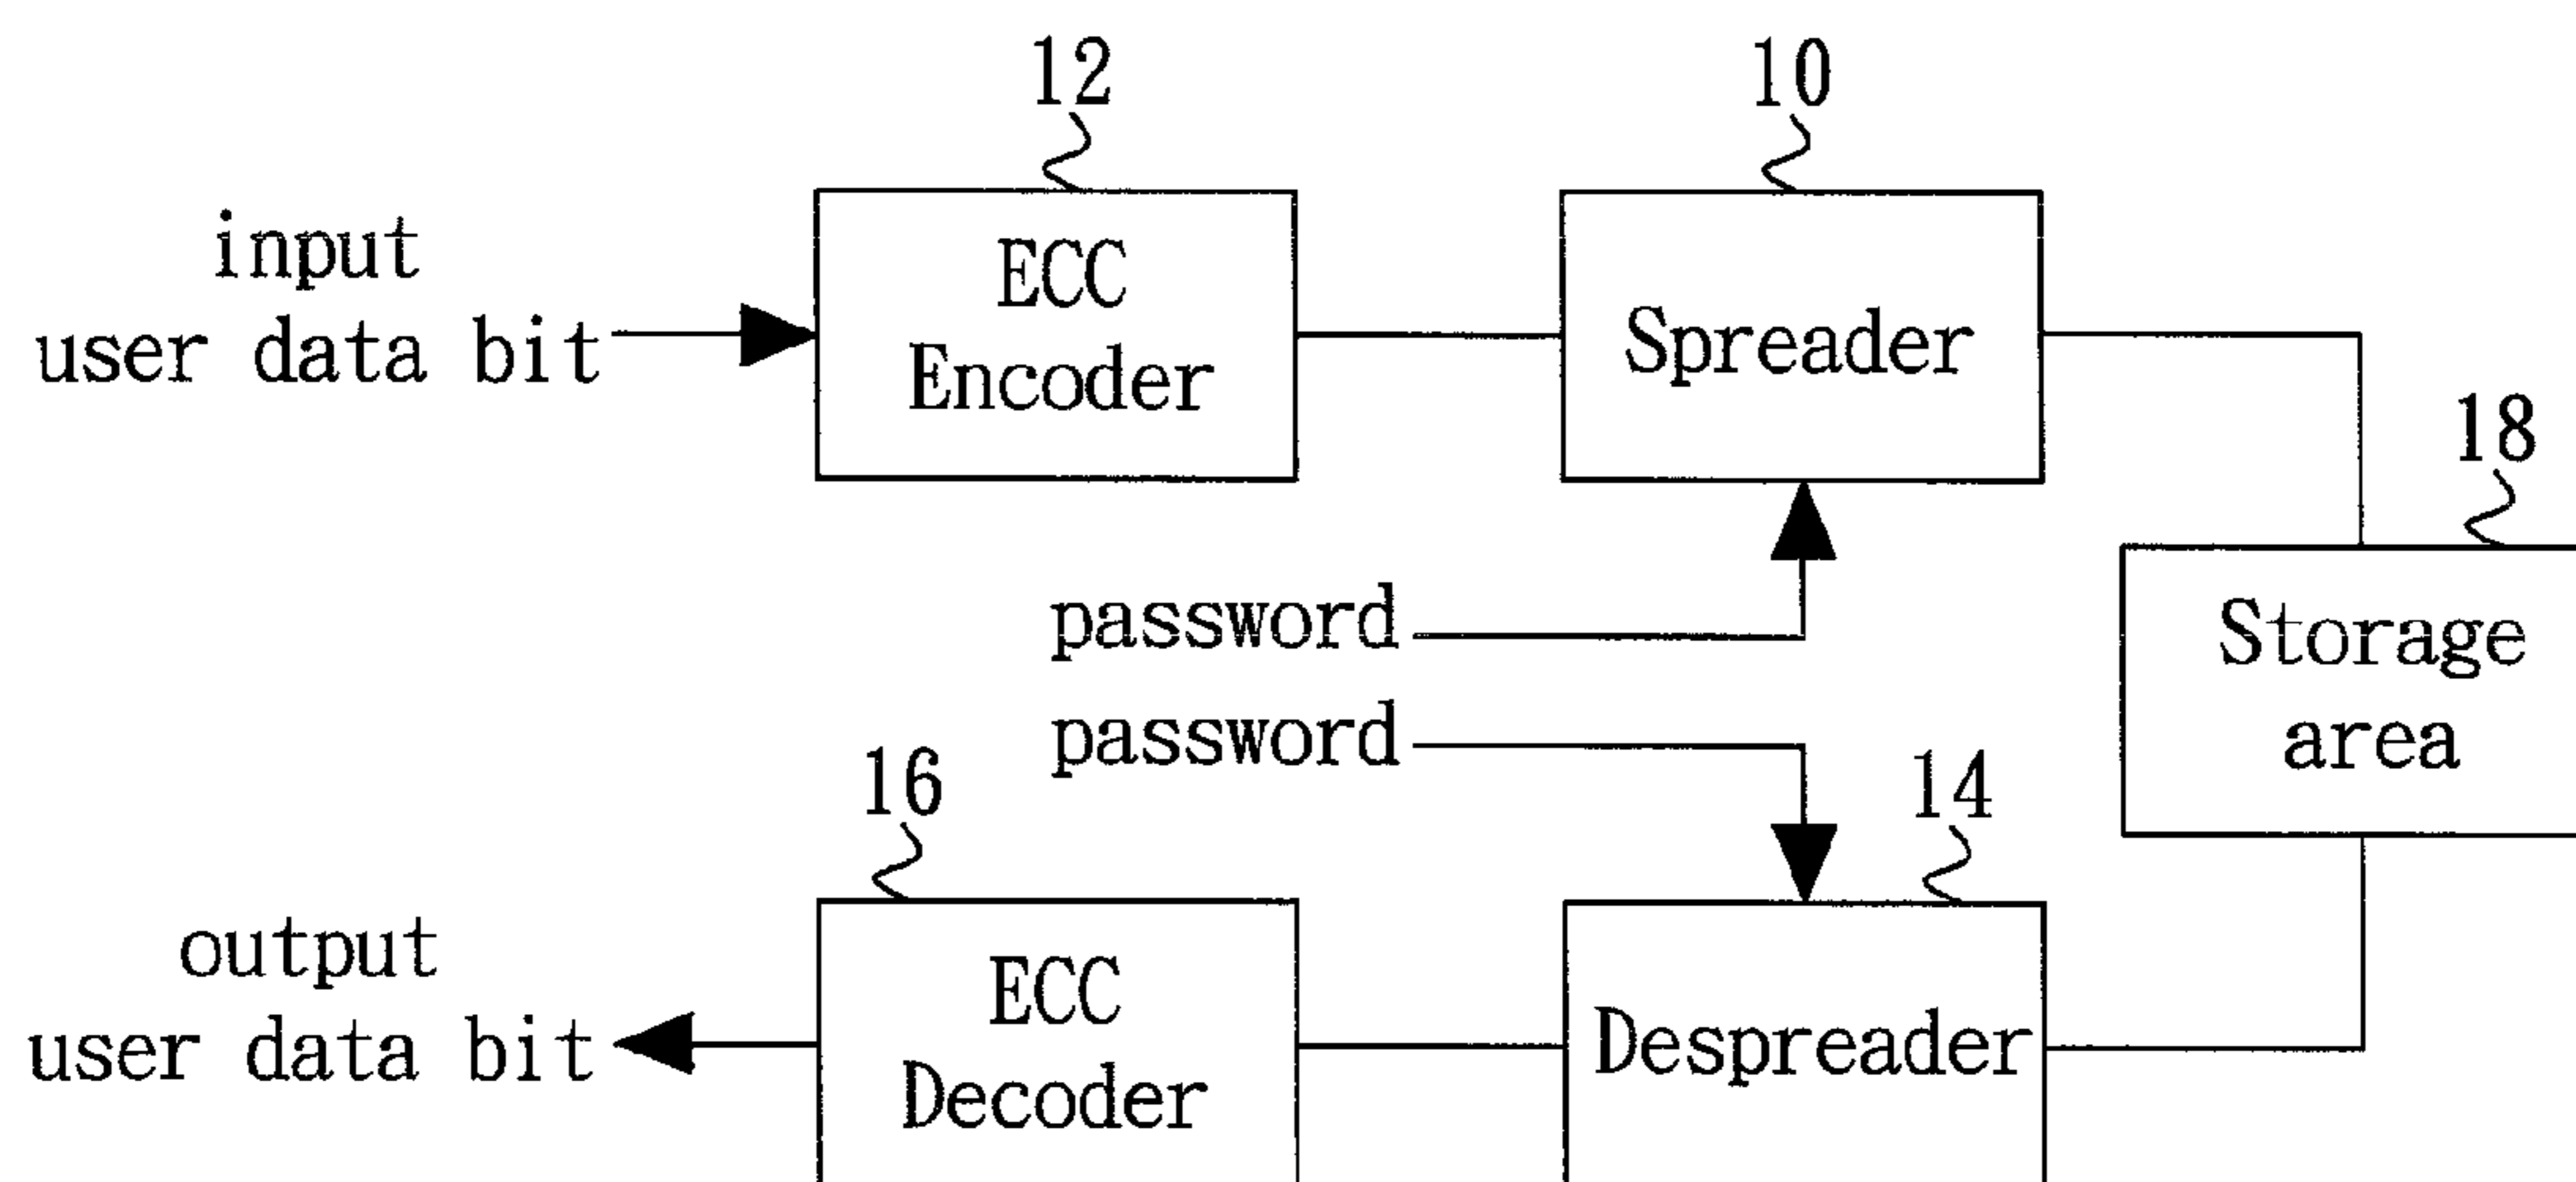 12
10
input
user data bit
ECC
Encoder
Spreader
18
password
Storage
area
password
16
14
output
user data bit
ECC
Decoder
Despreader